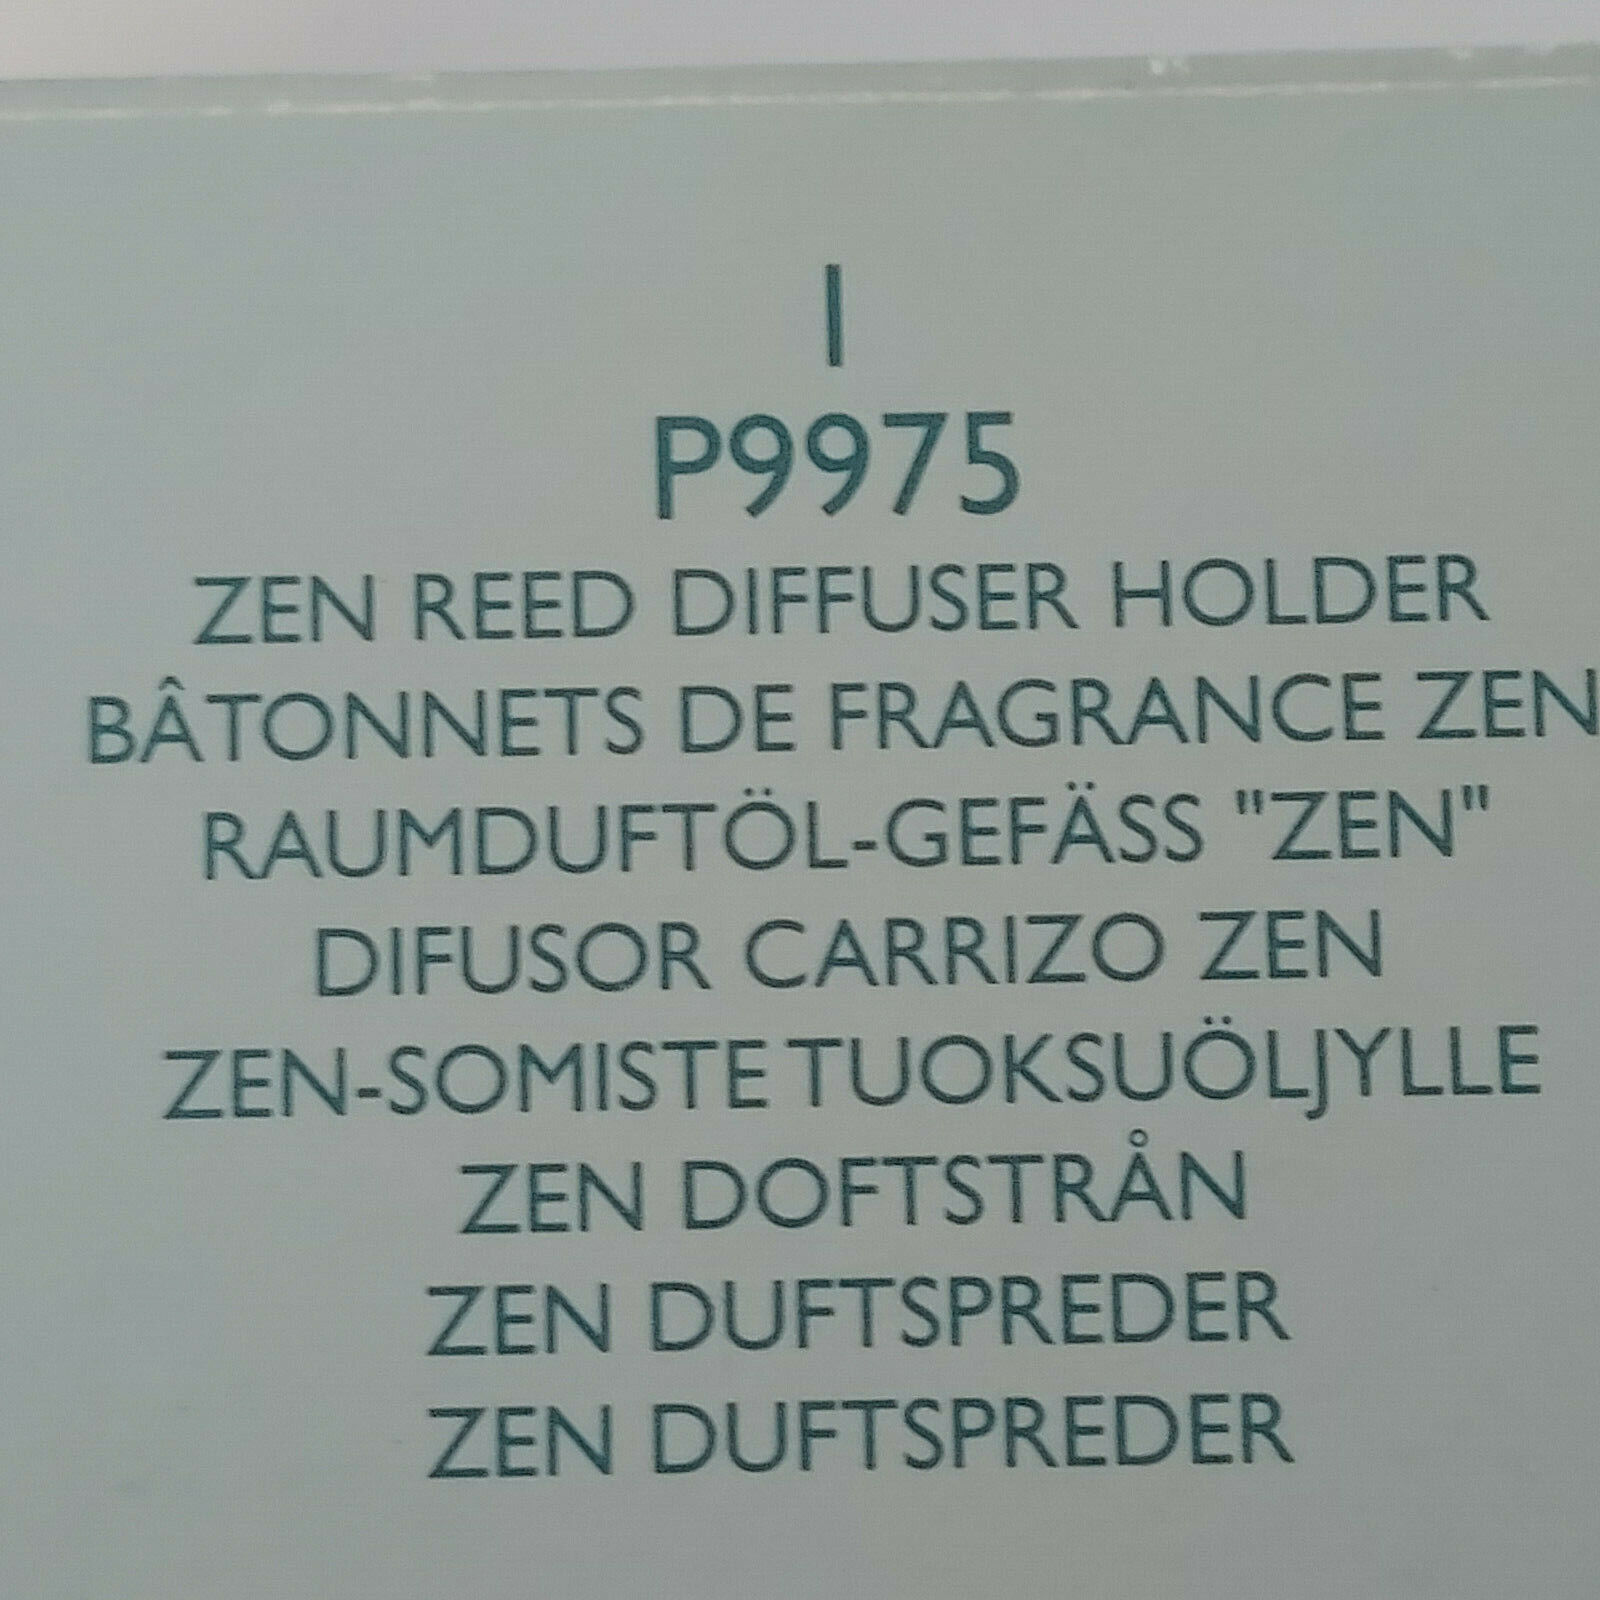 1
P9975
ZEN REED DIFFUSER HOLDER
BÂTONNETS DE FRAGRANCE ZEN
RAUMDUFTÖL-GEFÄSS "ZEN"
DIFUSOR CARRIZO ZEN
ZEN-SOMISTE TUOKSUÖLJYLLE
ZEN DOFTSTRÅN
ZEN DUFTSPREDER
ZEN DUFTSPREDER